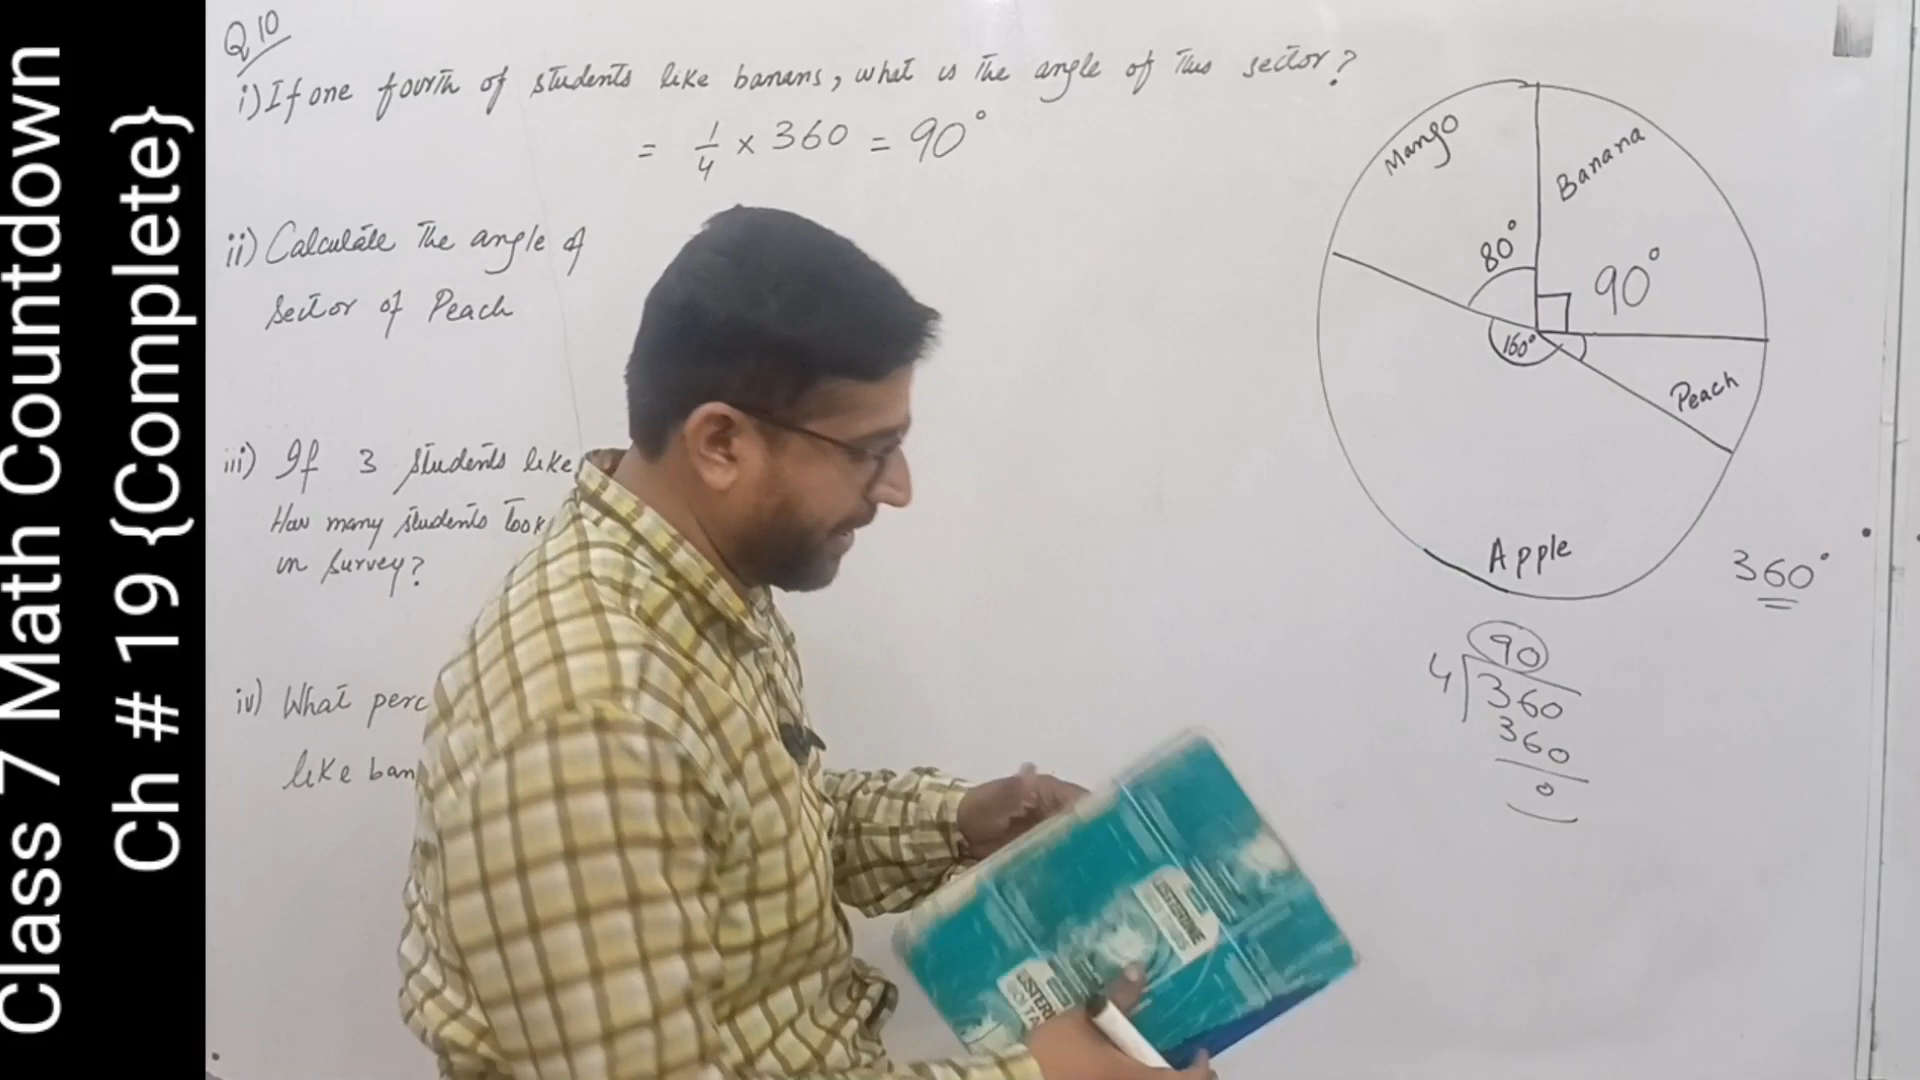 Class 7 Math Countdown
Ch # 19 {Complete}
Q 10
i) If one fourth of students like banans, what is the angle of this sector?
= 1/4 × 360 = 90°
ii) Calculate the angle of
sector of Peach
iii) If 3 students like
How many students took
in survey?
iv) What perc
like ban
Mango
Banana
80°
90°
160°
Peach
Apple
360°
90
4 360
360
0
LISTERINE